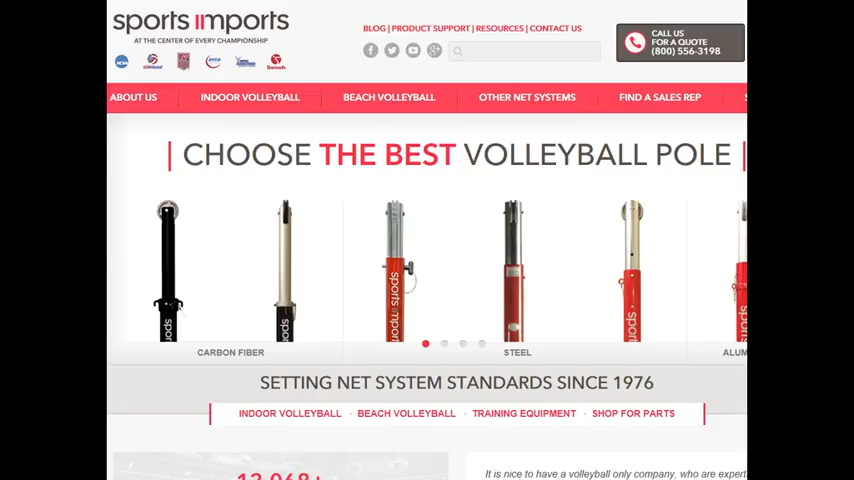 sports imports
AT THE CENTER OF EVERY CHAMPIONSHIP
BLOG | PRODUCT SUPPORT | RESOURCES | CONTACT US
CALL US
FOR A QUOTE
(800) 556-3198
ABOUT US
INDOOR VOLLEYBALL
BEACH VOLLEYBALL
OTHER NET SYSTEMS
FIND A SALES REP
S
| CHOOSE THE BEST VOLLEYBALL POLE |
CARBON FIBER
STEEL
ALUM
SETTING NET SYSTEM STANDARDS SINCE 1976
INDOOR VOLLEYBALL • BEACH VOLLEYBALL • TRAINING EQUIPMENT • SHOP FOR PARTS
13,068+
It is nice to have a volleyball only company, who are expert